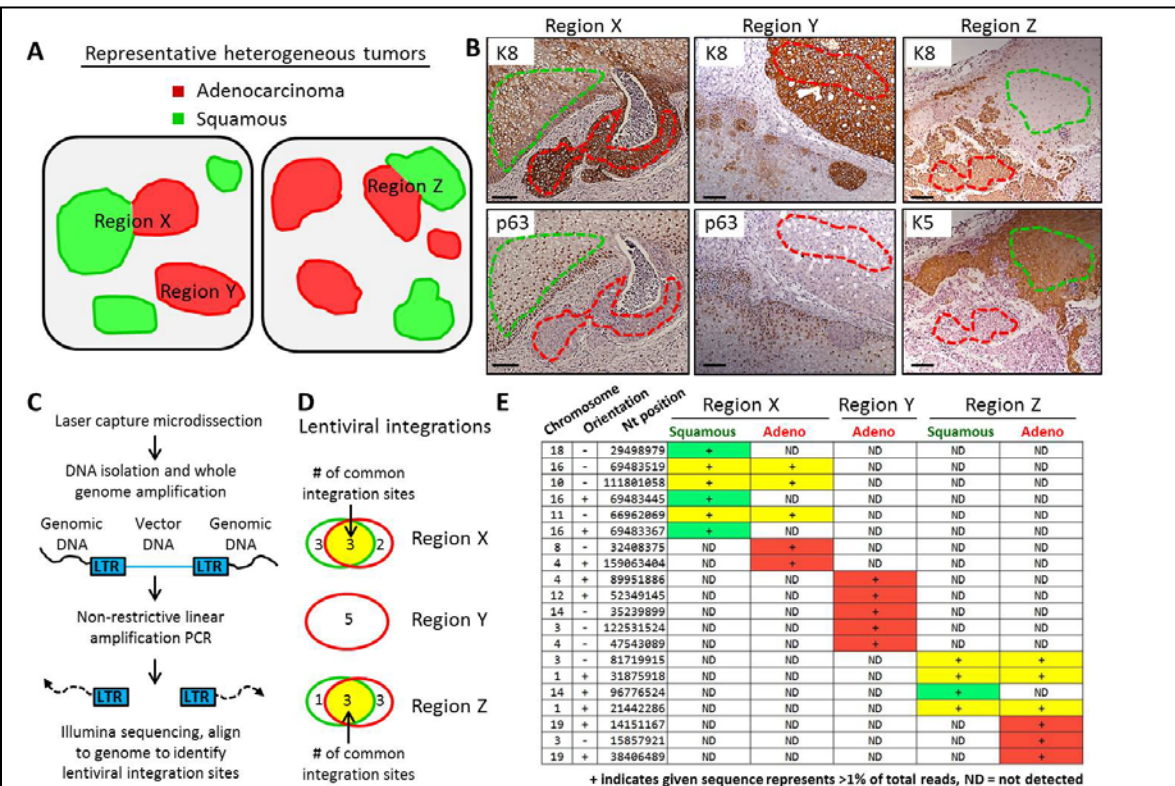 A
Representative heterogeneous tumors
Adenocarcinoma
Squamous
Region X
Region Y
Region Z
B
Region X
Region Y
Region Z
K8
K8
K8
p63
p63
K5
C
Laser capture microdissection
DNA isolation and whole
genome amplification
Genomic Vector Genomic
DNA DNA DNA
LTR LTR
Non-restrictive linear
amplification PCR
LTR LTR
Illumina sequencing, align
to genome to identify
lentiviral integration sites
D
Lentiviral integrations
# of common
integration sites
3 3 2 Region X
5 Region Y
1 3 3 Region Z
# of common
integration sites
E
Chromosome Orientation Nt position Region X Region Y Region Z
Squamous Adeno Adeno Squamous Adeno
18 - 29498979 + ND ND ND ND
16 - 69483519 + + ND ND ND
10 - 111801058 + + ND ND ND
16 + 69483445 + ND ND ND ND
11 - 66962069 + + ND ND ND
16 + 69483367 + ND ND ND ND
8 - 32408375 ND + ND ND ND
4 + 159063404 ND + ND ND ND
4 + 89951886 ND ND + ND ND
12 + 52349145 ND ND + ND ND
14 - 35239899 ND ND + ND ND
3 - 122531524 ND ND + ND ND
4 - 47543089 ND ND + ND ND
3 - 81719915 ND ND ND + +
1 + 31875918 ND ND ND + +
14 + 96776524 ND ND ND + ND
1 + 21442286 ND ND ND + +
19 + 14151167 ND ND ND ND +
3 - 15857921 ND ND ND ND +
19 + 38406489 ND ND ND ND +
+ indicates given sequence represents >1% of total reads, ND = not detected